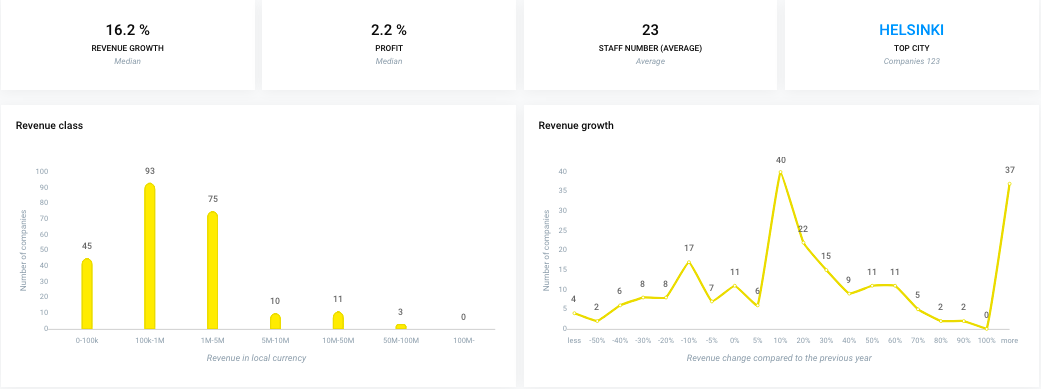 16.2 %
REVENUE GROWTH
Median
2.2 %
PROFIT
Median
23
STAFF NUMBER (AVERAGE)
Average
HELSINKI
TOP CITY
Companies 123
Revenue class
Number of companies
100
90
80
70
60
50
40
30
20
10
0
45
93
75
10
11
3
0
0-100k
100k-1M
1M-5M
5M-10M
10M-50M
50M-100M
100M-
Revenue in local currency
Revenue growth
Number of companies
40
35
30
25
20
15
10
5
0
4
2
6
8
8
17
7
11
6
40
22
15
9
11
11
5
2
2
0
37
less
-50%
-40%
-30%
-20%
-10%
-5%
0%
5%
10%
20%
30%
40%
50%
60%
70%
80%
90%
100%
more
Revenue change compared to the previous year